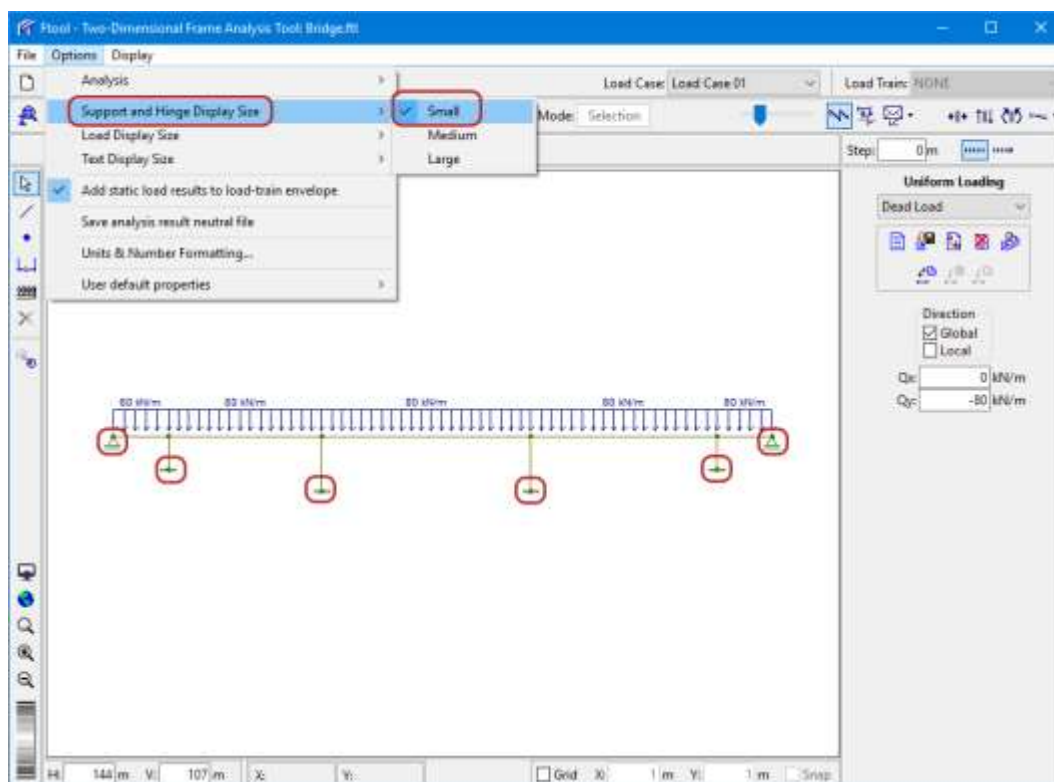 Ftool - Two-Dimensional Frame Analysis Tool: Bridge.ftl
File Options Display
Analysis
Load Case: Load Case 01
Load Train: NONE
Support and Hinge Display Size
Small
Mode: Selection
Load Display Size
Medium
Text Display Size
Large
Step: 0 m
Add static load results to load-train envelope
Uniform Loading
Dead Load
Save analysis result neutral file
Units & Number Formatting...
User default properties
Direction
Global
Local
Qx: 0 kN/m
Qy: -80 kN/m
80 kN/m 80 kN/m 80 kN/m 80 kN/m 80 kN/m
H: 144 m V: 107 m X: Y: Grid X: 1 m Y: 1 m Snap